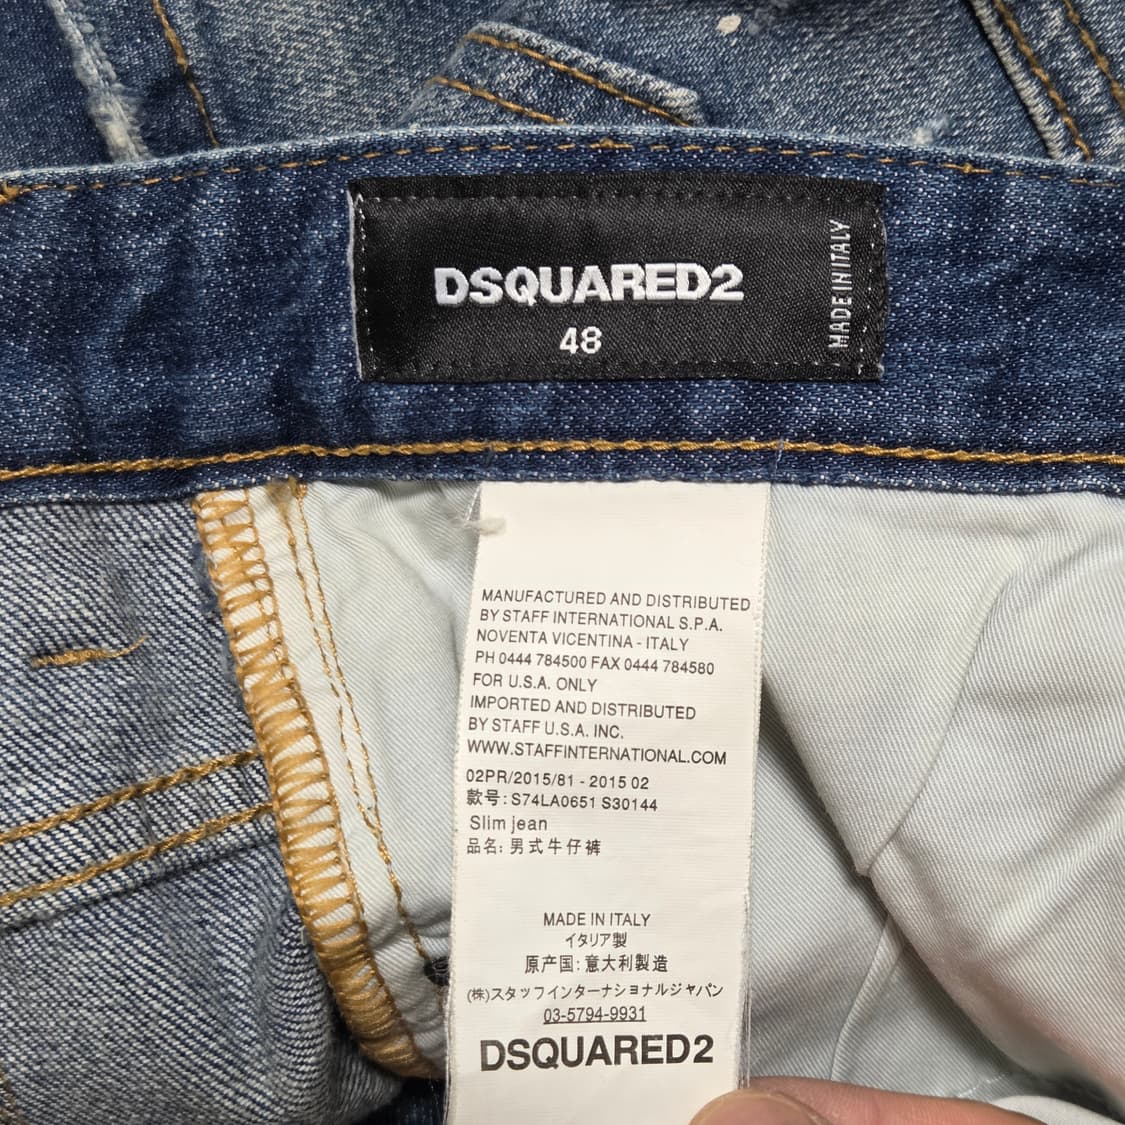 DSQUARED2
48
MADE IN ITALY
MANUFACTURED AND DISTRIBUTED
BY STAFF INTERNATIONAL S.P.A.
NOVENTA VICENTINA - ITALY
PH 0444 784500 FAX 0444 784580
FOR U.S.A. ONLY
IMPORTED AND DISTRIBUTED
BY STAFF U.S.A. INC.
WWW.STAFFINTERNATIONAL.COM
02PR/2015/81 - 2015 02
款号: S74LA0651 S30144
Slim jean
品名: 男式牛仔裤
MADE IN ITALY
イタリア製
原产国: 意大利製造
(株)スタッフインターナショナルジャパン
03-5794-9931
DSQUARED2